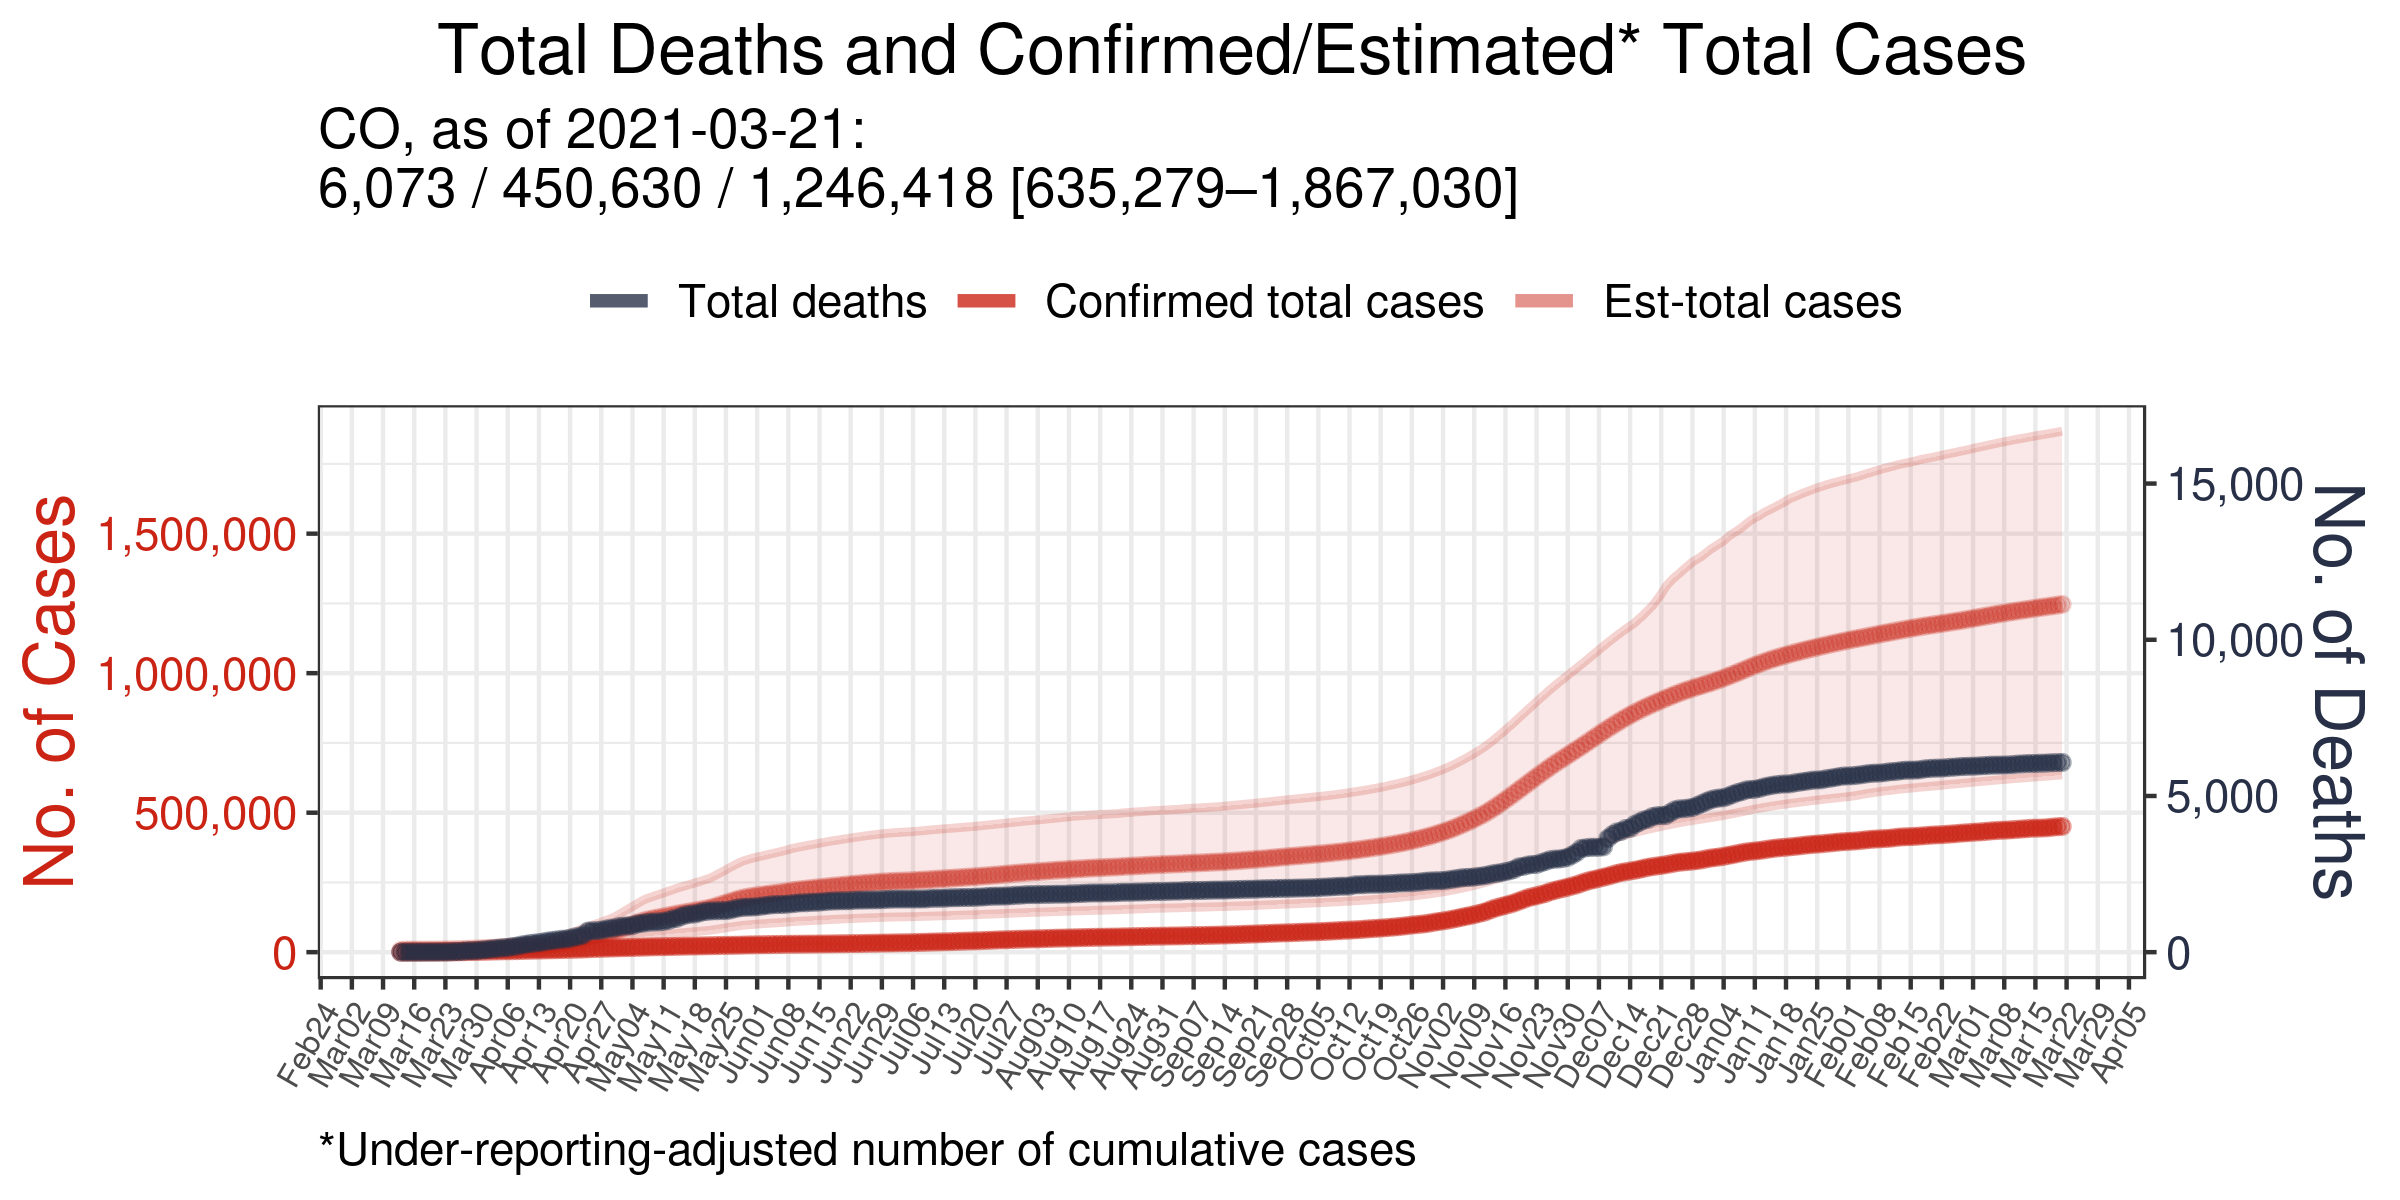 Total Deaths and Confirmed/Estimated* Total Cases
CO, as of 2021-03-21:
6,073 / 450,630 / 1,246,418 [635,279–1,867,030]
Total deaths
Confirmed total cases
Est-total cases
No. of Cases
1,500,000
1,000,000
500,000
0
15,000
10,000
5,000
0
No. of Deaths
Feb24
Mar02
Mar09
Mar16
Mar23
Mar30
Apr06
Apr13
Apr20
Apr27
May04
May11
May18
May25
Jun01
Jun08
Jun15
Jun22
Jun29
Jul06
Jul13
Jul20
Jul27
Aug03
Aug10
Aug17
Aug24
Aug31
Sep07
Sep14
Sep21
Sep28
Oct05
Oct12
Oct19
Oct26
Nov02
Nov09
Nov16
Nov23
Nov30
Dec07
Dec14
Dec21
Dec28
Jan04
Jan11
Jan18
Jan25
Feb01
Feb08
Feb15
Feb22
Mar01
Mar08
Mar15
Mar22
Mar29
Apr05
*Under-reporting-adjusted number of cumulative cases